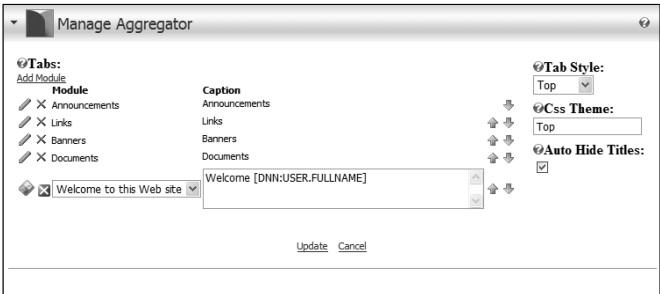 Manage Aggregator
Tabs:
Add Module
Module Caption
Announcements Announcements
Links Links
Banners Banners
Documents Documents
Welcome to this Web site Welcome [DNN:USER.FULLNAME]
Tab Style:
Top
Css Theme:
Top
Auto Hide Titles:
Update Cancel